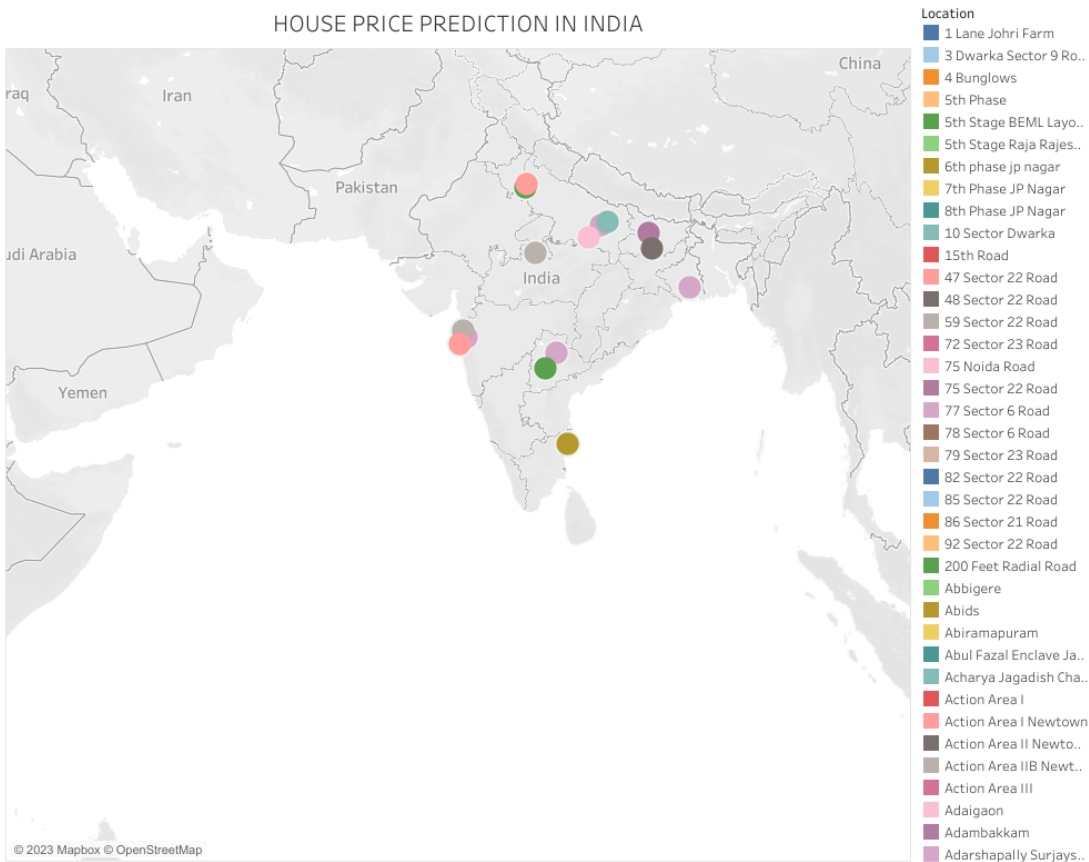 HOUSE PRICE PREDICTION IN INDIA
China
Iran
raq
Pakistan
udi Arabia
India
Yemen
© 2023 Mapbox © OpenStreetMap
Location
1 Lane Johri Farm
3 Dwarka Sector 9 Ro..
4 Bunglows
5th Phase
5th Stage BEML Layo..
5th Stage Raja Rajes..
6th phase jp nagar
7th Phase JP Nagar
8th Phase JP Nagar
10 Sector Dwarka
15th Road
47 Sector 22 Road
48 Sector 22 Road
59 Sector 22 Road
72 Sector 23 Road
75 Noida Road
75 Sector 22 Road
77 Sector 6 Road
78 Sector 6 Road
79 Sector 23 Road
82 Sector 22 Road
85 Sector 22 Road
86 Sector 21 Road
92 Sector 22 Road
200 Feet Radial Road
Abbigere
Abids
Abiramapuram
Abul Fazal Enclave Ja..
Acharya Jagadish Cha..
Action Area I
Action Area I Newtown
Action Area II Newto..
Action Area IIB Newt..
Action Area III
Adaigaon
Adambakkam
Adarshapally Surjays..